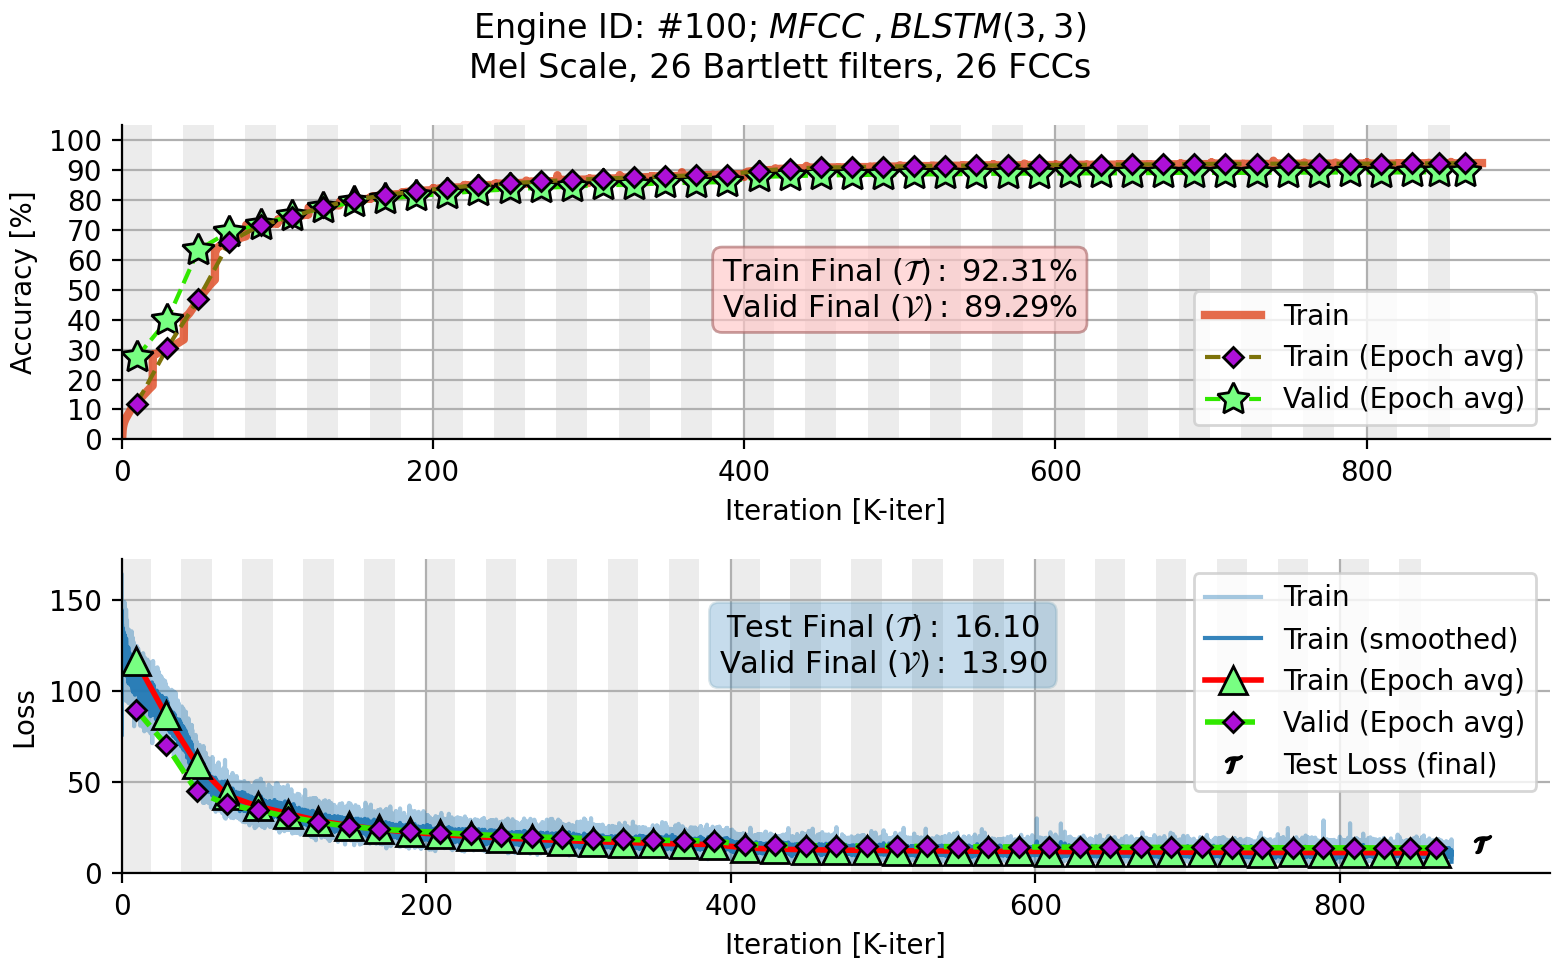 Engine ID: #100; MFCC , BLSTM(3, 3)
Mel Scale, 26 Bartlett filters, 26 FCCs
Accuracy [%]
100
90
80
70
60
50
40
30
20
10
0
Train Final (𝒯) : 92.31%
Valid Final (𝒱) : 89.29%
Train
Train (Epoch avg)
Valid (Epoch avg)
0 200 400 600 800
Iteration [K-iter]
Loss
150
100
50
0
Test Final (𝒯) : 16.10
Valid Final (𝒱) : 13.90
Train
Train (smoothed)
Train (Epoch avg)
Valid (Epoch avg)
𝒯 Test Loss (final)
𝒯
0 200 400 600 800
Iteration [K-iter]